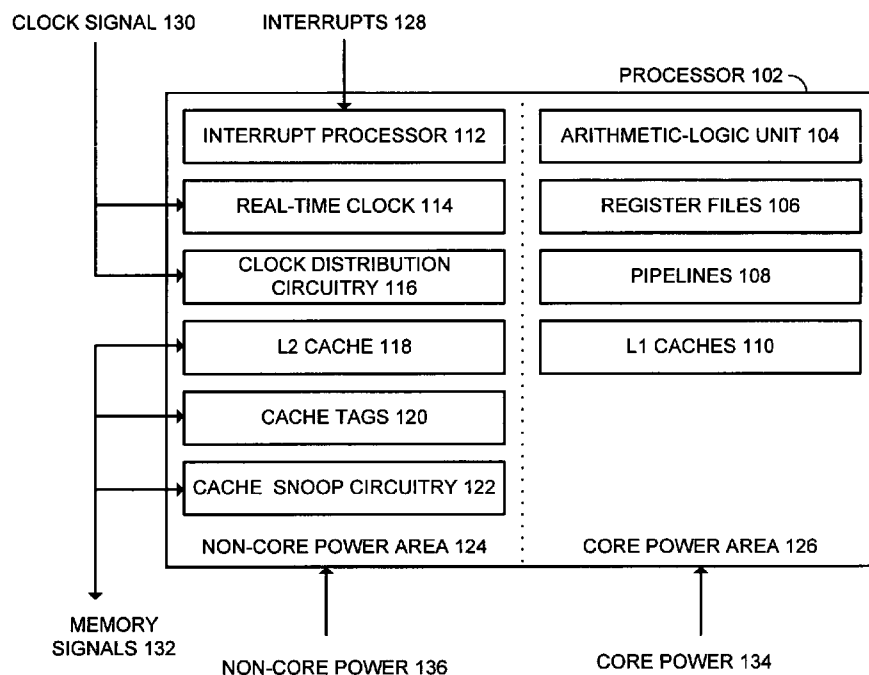 CLOCK SIGNAL 130
INTERRUPTS 128
PROCESSOR 102
INTERRUPT PROCESSOR 112
REAL-TIME CLOCK 114
CLOCK DISTRIBUTION
CIRCUITRY 116
L2 CACHE 118
CACHE TAGS 120
CACHE SNOOP CIRCUITRY 122
NON-CORE POWER AREA 124
ARITHMETIC-LOGIC UNIT 104
REGISTER FILES 106
PIPELINES 108
L1 CACHES 110
CORE POWER AREA 126
MEMORY
SIGNALS 132
NON-CORE POWER 136
CORE POWER 134